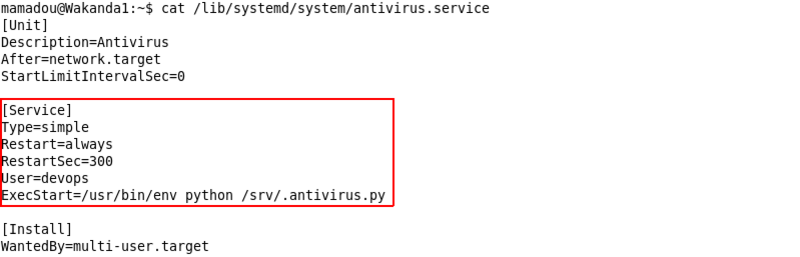 mamadou@Wakanda1:~$ cat /lib/systemd/system/antivirus.service
[Unit]
Description=Antivirus
After=network.target
StartLimitIntervalSec=0
[Service]
Type=simple
Restart=always
RestartSec=300
User=devops
ExecStart=/usr/bin/env python /srv/.antivirus.py
[Install]
WantedBy=multi-user.target